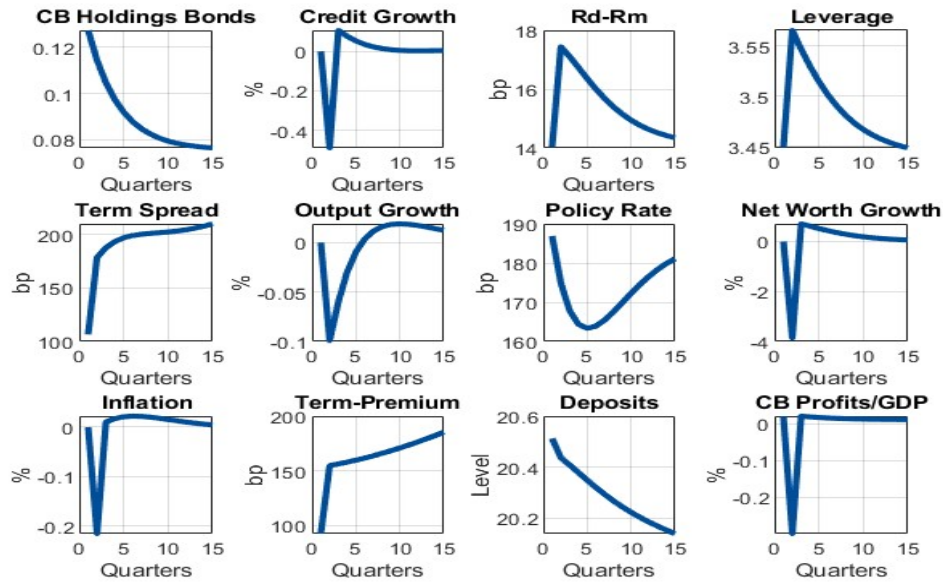 CB Holdings Bonds
0.12
0.1
0.08
0 5 10 15
Quarters
Credit Growth
%
0
-0.2
-0.4
0 5 10 15
Quarters
Rd-Rm
bp
18
16
14
0 5 10 15
Quarters
Leverage
3.55
3.5
3.45
0 5 10 15
Quarters
Term Spread
bp
200
150
100
0 5 10 15
Quarters
Output Growth
%
0
-0.05
-0.1
0 5 10 15
Quarters
Policy Rate
bp
190
180
170
160
0 5 10 15
Quarters
Net Worth Growth
%
0
-2
-4
0 5 10 15
Quarters
Inflation
%
0
-0.1
-0.2
0 5 10 15
Quarters
Term-Premium
bp
200
150
100
0 5 10 15
Quarters
Deposits
Level
20.6
20.4
20.2
0 5 10 15
Quarters
CB Profits/GDP
%
0
-0.1
-0.2
0 5 10 15
Quarters